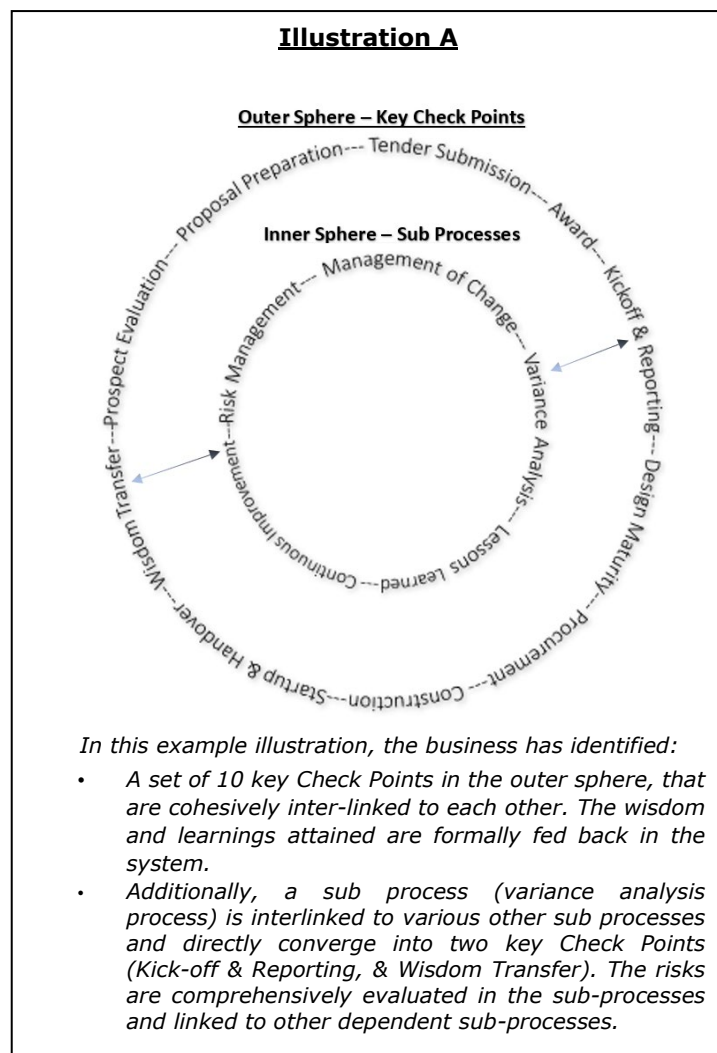 Illustration A
Outer Sphere – Key Check Points
Prospect Evaluation--- Proposal Preparation--- Tender Submission--- Award--- Kickoff & Reporting--- Design Maturity--- Procurement--- Construction---Startup & Handover---Wisdom Transfer---
Inner Sphere – Sub Processes
Risk Management--- Management of Change--- Variance Analysis--- Lessons Learned--- Continuous Improvement---
In this example illustration, the business has identified:
• A set of 10 key Check Points in the outer sphere, that
are cohesively inter-linked to each other. The wisdom
and learnings attained are formally fed back in the
system.
• Additionally, a sub process (variance analysis
process) is interlinked to various other sub processes
and directly converge into two key Check Points
(Kick-off & Reporting, & Wisdom Transfer). The risks
are comprehensively evaluated in the sub-processes
and linked to other dependent sub-processes.